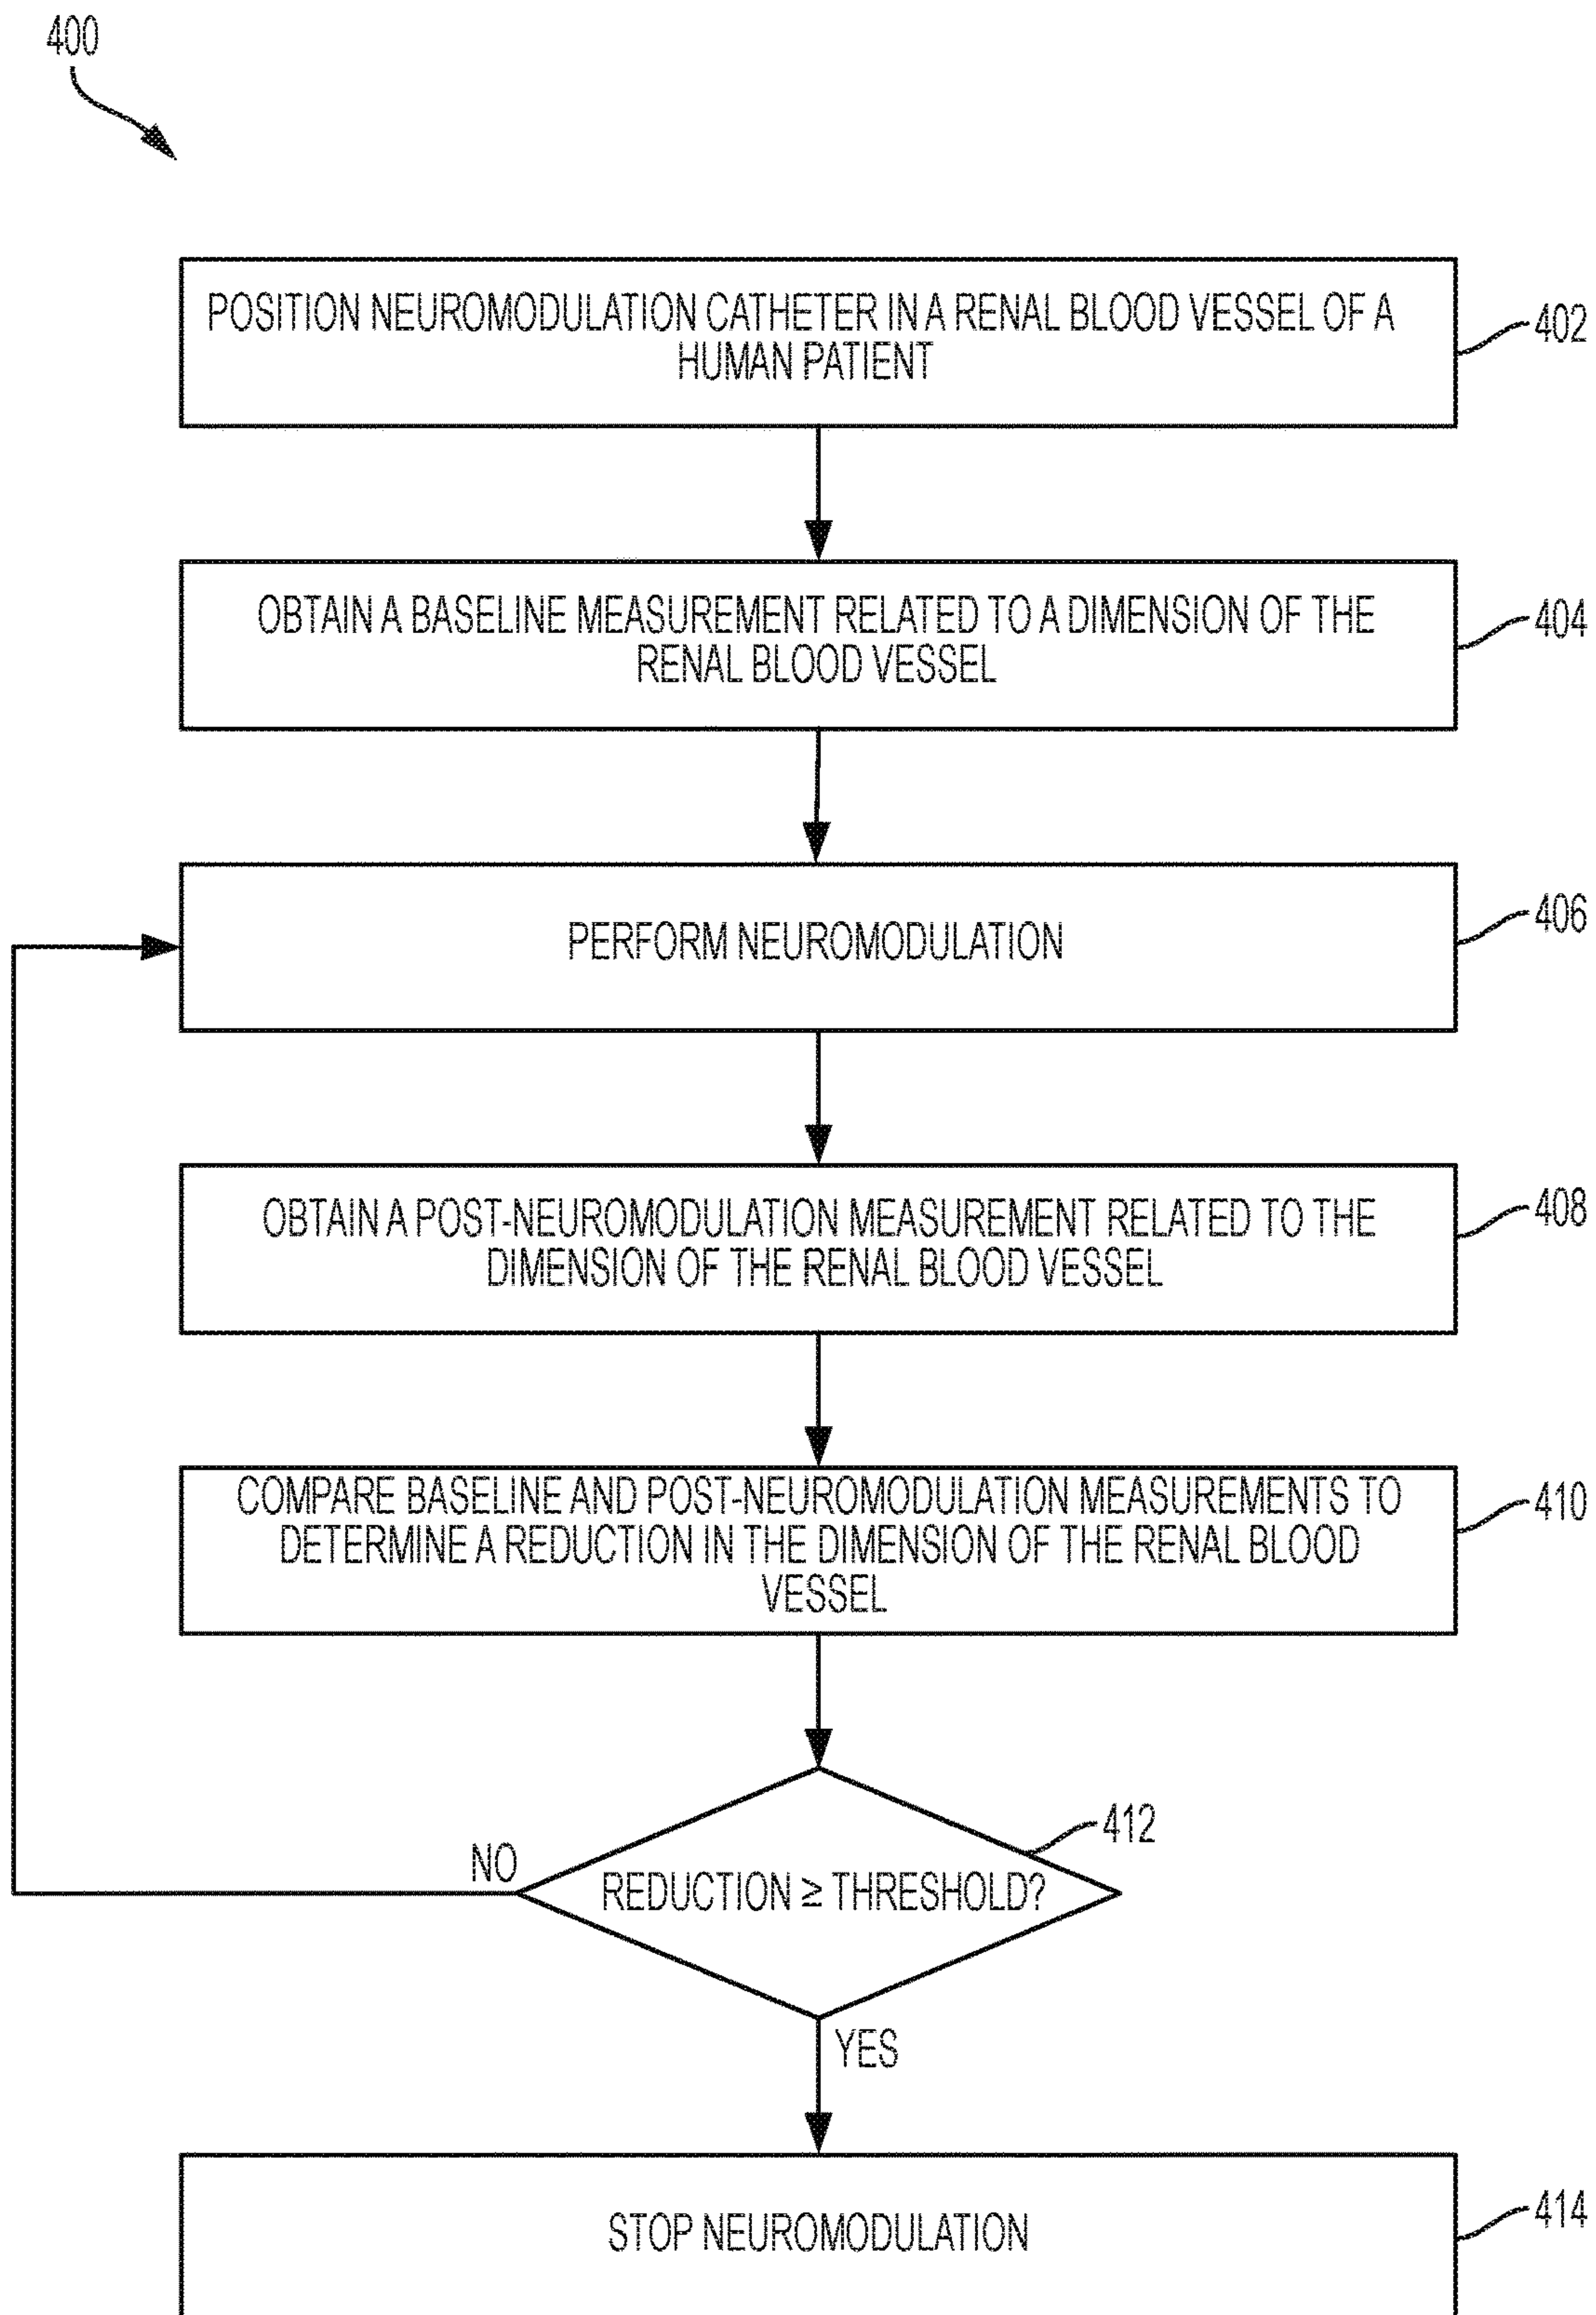 400
POSITION NEUROMODULATION CATHETER IN A RENAL BLOOD VESSEL OF A
HUMAN PATIENT
402
OBTAIN A BASELINE MEASUREMENT RELATED TO A DIMENSION OF THE
RENAL BLOOD VESSEL
404
PERFORM NEUROMODULATION
406
OBTAIN A POST-NEUROMODULATION MEASUREMENT RELATED TO THE
DIMENSION OF THE RENAL BLOOD VESSEL
408
COMPARE BASELINE AND POST-NEUROMODULATION MEASUREMENTS TO
DETERMINE A REDUCTION IN THE DIMENSION OF THE RENAL BLOOD
VESSEL
410
412
NO
REDUCTION ≥ THRESHOLD?
YES
STOP NEUROMODULATION
414